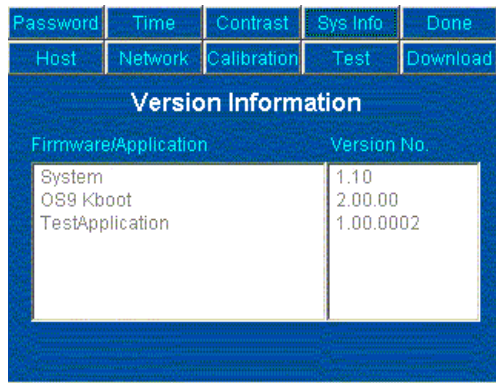 Password Time Contrast Sys Info Done
Host Network Calibration Test Download
Version Information
Firmware/Application Version No.
System 1.10
OS9 Kboot 2.00.00
TestApplication 1.00.0002